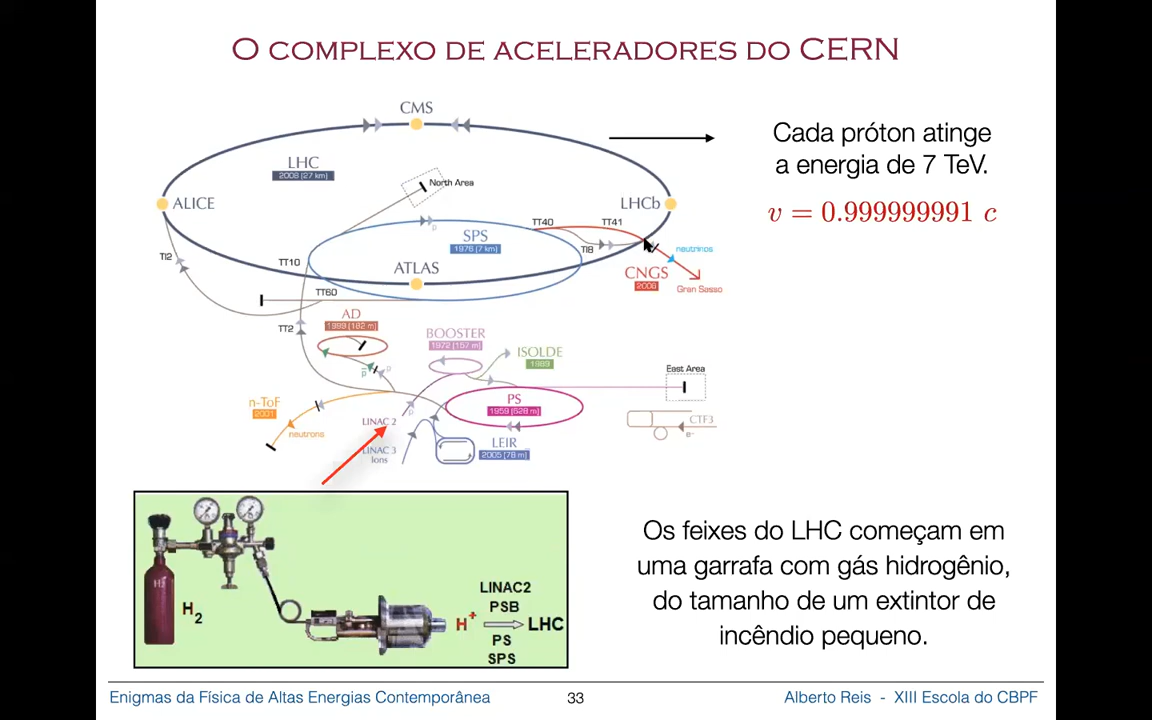 O COMPLEXO DE ACELERADORES DO CERN
CMS
LHC
2008 (27 km)
North Area
ALICE
LHCb
TT40
TT41
SPS
1976 (7 km)
TI8
TI2
TT10
ATLAS
neutrinos
CNGS
2006
Gran Sasso
TT60
AD
1999 (182 m)
TT2
BOOSTER
1972 (157 m)
ISOLDE
1989
p
p
p̅
p
East Area
n-ToF
2001
PS
1959 (628 m)
LINAC 2
neutrons
CTF3
e-
LEIR
2005 (78 m)
LINAC 3
Ions
Cada próton atinge
a energia de 7 TeV.
v = 0.999999991 c
H2
H₂
H⁺
LINAC2
PSB
LHC
PS
SPS
Os feixes do LHC começam em
uma garrafa com gás hidrogênio,
do tamanho de um extintor de
incêndio pequeno.
Enigmas da Física de Altas Energias Contemporânea
33
Alberto Reis - XIII Escola do CBPF